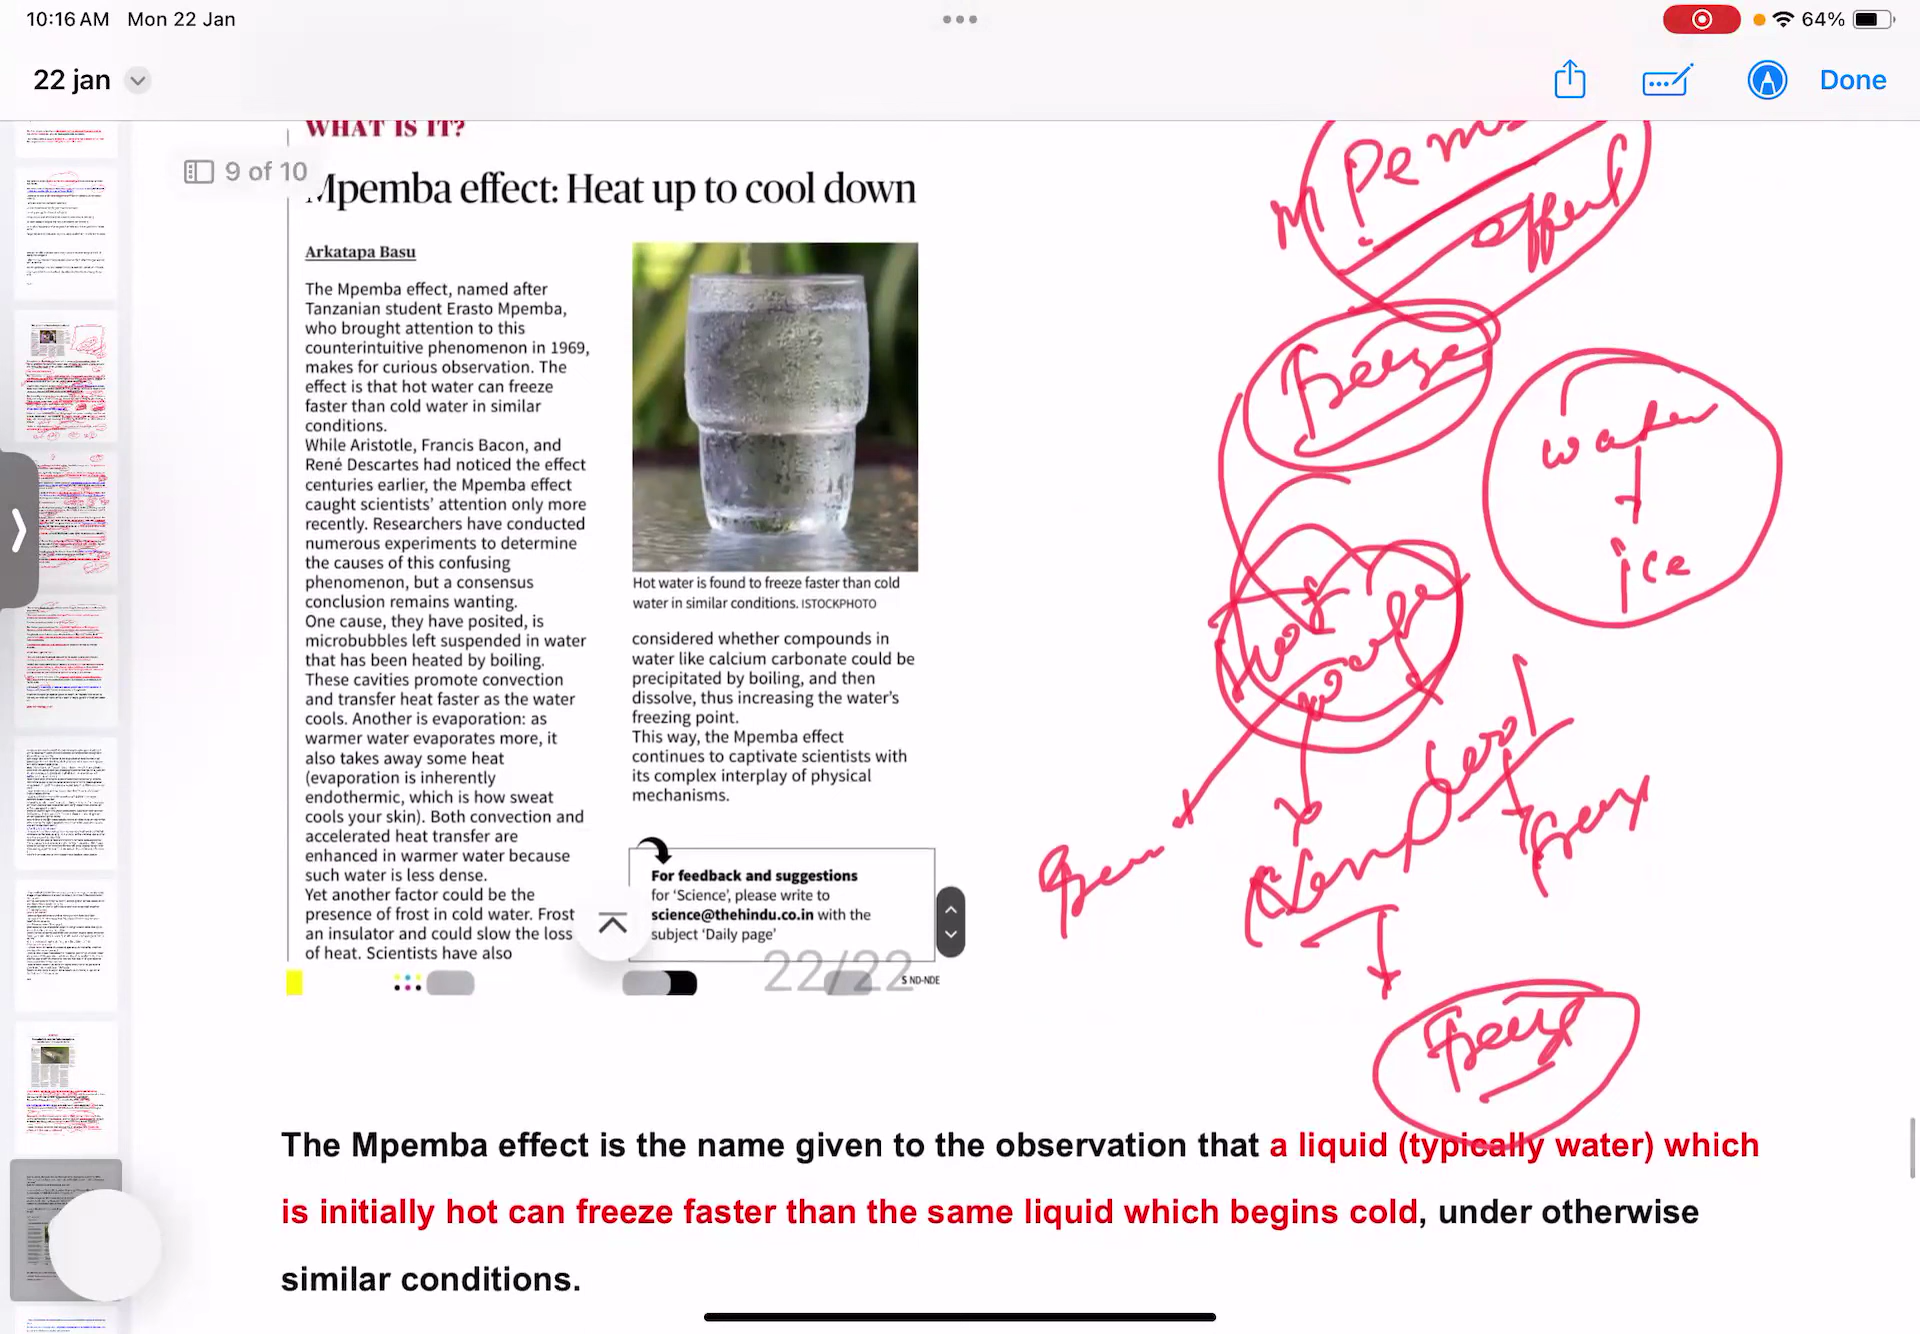 10:16 AM Mon 22 Jan
64%
22 jan
Done
9 of 10
WHAT IS IT?
Mpemba effect: Heat up to cool down
Arkatapa Basu
The Mpemba effect, named after
Tanzanian student Erasto Mpemba,
who brought attention to this
counterintuitive phenomenon in 1969,
makes for curious observation. The
effect is that hot water can freeze
faster than cold water in similar
conditions.
While Aristotle, Francis Bacon, and
René Descartes had noticed the effect
centuries earlier, the Mpemba effect
caught scientists’ attention only more
recently. Researchers have conducted
numerous experiments to determine
the causes of this confusing
phenomenon, but a consensus
conclusion remains wanting.
One cause, they have posited, is
microbubbles left suspended in water
that has been heated by boiling.
These cavities promote convection
and transfer heat faster as the water
cools. Another is evaporation: as
warmer water evaporates more, it
also takes away some heat
(evaporation is inherently
endothermic, which is how sweat
cools your skin). Both convection and
accelerated heat transfer are
enhanced in warmer water because
such water is less dense.
Yet another factor could be the
presence of frost in cold water. Frost
an insulator and could slow the loss
of heat. Scientists have also
Hot water is found to freeze faster than cold
water in similar conditions. ISTOCKPHOTO
considered whether compounds in
water like calcium carbonate could be
precipitated by boiling, and then
dissolve, thus increasing the water’s
freezing point.
This way, the Mpemba effect
continues to captivate scientists with
its complex interplay of physical
mechanisms.
For feedback and suggestions
for ‘Science’, please write to
science@thehindu.co.in with the
subject ‘Daily page’
22/22
S ND-NDE
MPemb
effect
freeze
water
ice
hot
water
freeze
The Mpemba effect is the name given to the observation that a liquid (typically water) which
is initially hot can freeze faster than the same liquid which begins cold, under otherwise
similar conditions.